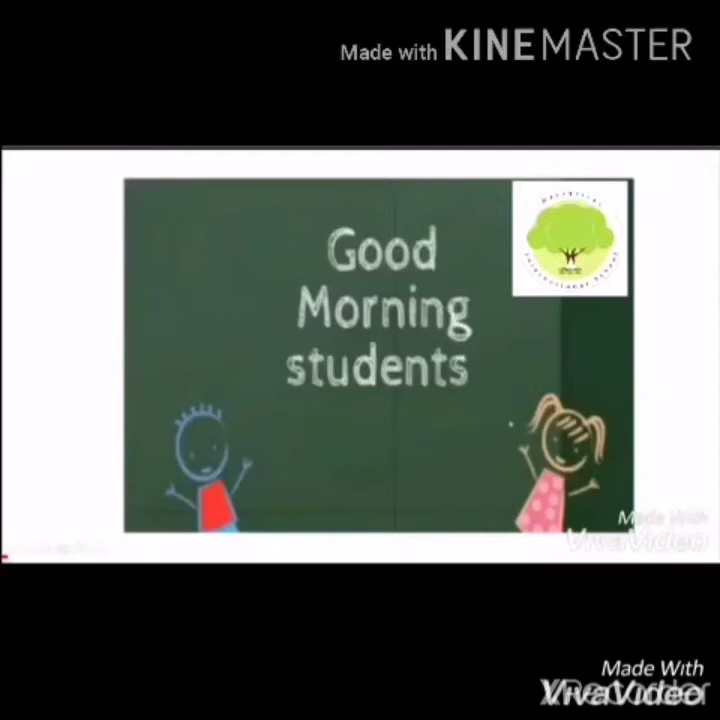 Made with KINEMASTER
Good
Morning
students
Made With
VivaVideo
Made With
VivaVideo